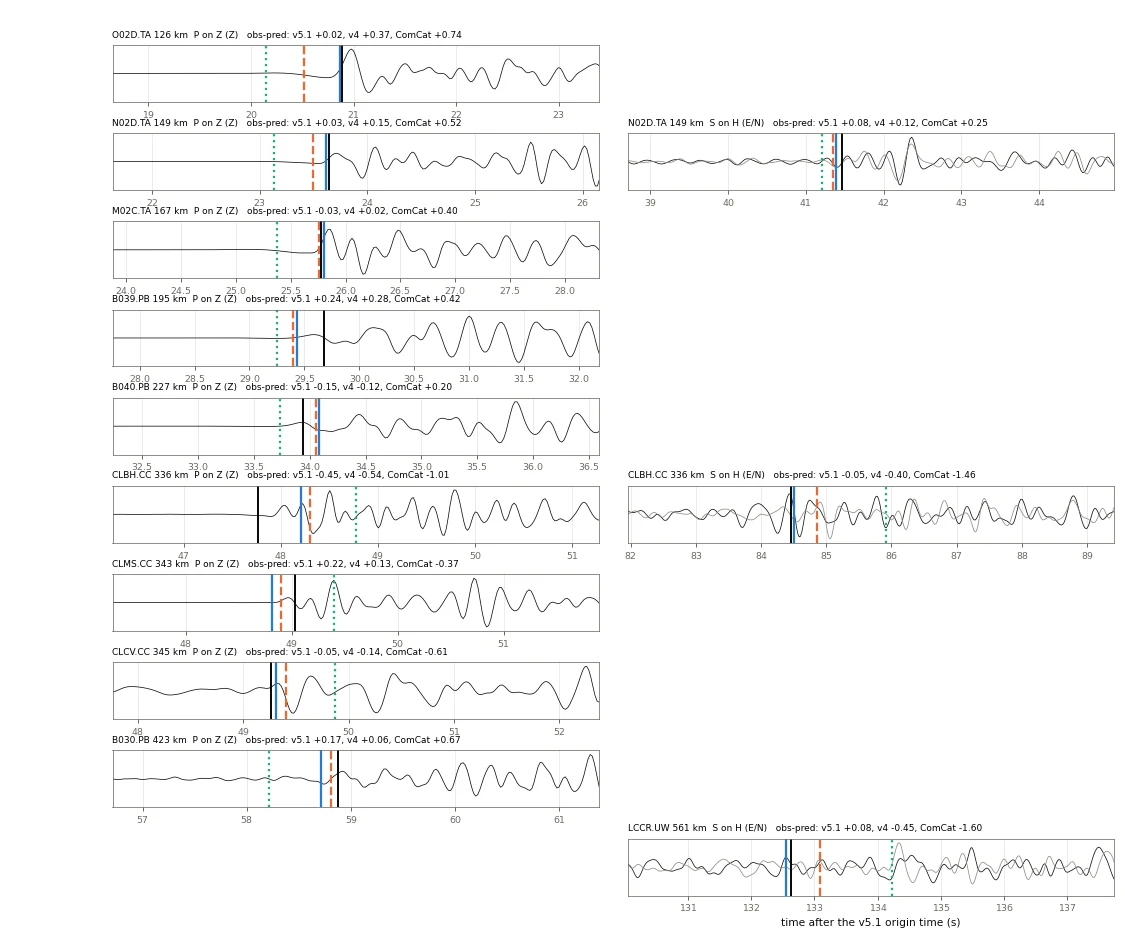 O02D.TA 126 km P on Z (Z) obs-pred: v5.1 +0.02, v4 +0.37, ComCat +0.74
19 20 21 22 23
N02D.TA 149 km P on Z (Z) obs-pred: v5.1 +0.03, v4 +0.15, ComCat +0.52
N02D.TA 149 km S on H (E/N) obs-pred: v5.1 +0.08, v4 +0.12, ComCat +0.25
22 23 24 25 26
39 40 41 42 43 44
M02C.TA 167 km P on Z (Z) obs-pred: v5.1 -0.03, v4 +0.02, ComCat +0.40
24.0 24.5 25.0 25.5 26.0 26.5 27.0 27.5 28.0
B039.PB 195 km P on Z (Z) obs-pred: v5.1 +0.24, v4 +0.28, ComCat +0.42
28.0 28.5 29.0 29.5 30.0 30.5 31.0 31.5 32.0
B040.PB 227 km P on Z (Z) obs-pred: v5.1 -0.15, v4 -0.12, ComCat +0.20
32.5 33.0 33.5 34.0 34.5 35.0 35.5 36.0 36.5
CLBH.CC 336 km P on Z (Z) obs-pred: v5.1 -0.45, v4 -0.54, ComCat -1.01
CLBH.CC 336 km S on H (E/N) obs-pred: v5.1 -0.05, v4 -0.40, ComCat -1.46
47 48 49 50 51
82 83 84 85 86 87 88 89
CLMS.CC 343 km P on Z (Z) obs-pred: v5.1 +0.22, v4 +0.13, ComCat -0.37
48 49 50 51
CLCV.CC 345 km P on Z (Z) obs-pred: v5.1 -0.05, v4 -0.14, ComCat -0.61
48 49 50 51 52
B030.PB 423 km P on Z (Z) obs-pred: v5.1 +0.17, v4 +0.06, ComCat +0.67
57 58 59 60 61
LCCR.UW 561 km S on H (E/N) obs-pred: v5.1 +0.08, v4 -0.45, ComCat -1.60
131 132 133 134 135 136 137
time after the v5.1 origin time (s)